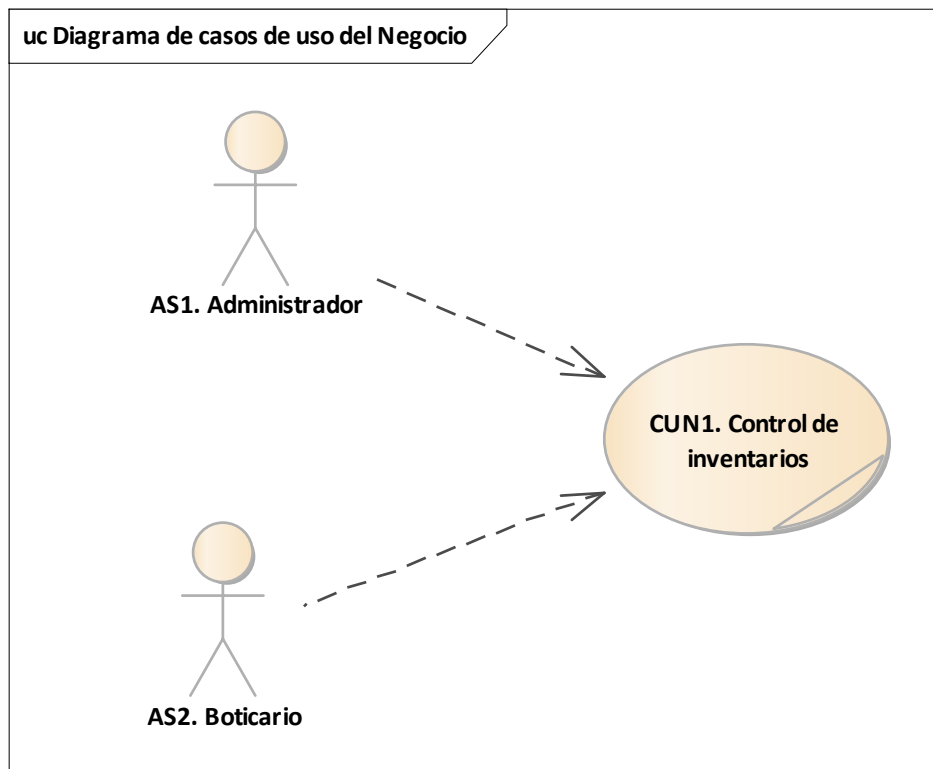 uc Diagrama de casos de uso del Negocio
AS1. Administrador
CUN1. Control de
inventarios
AS2. Boticario